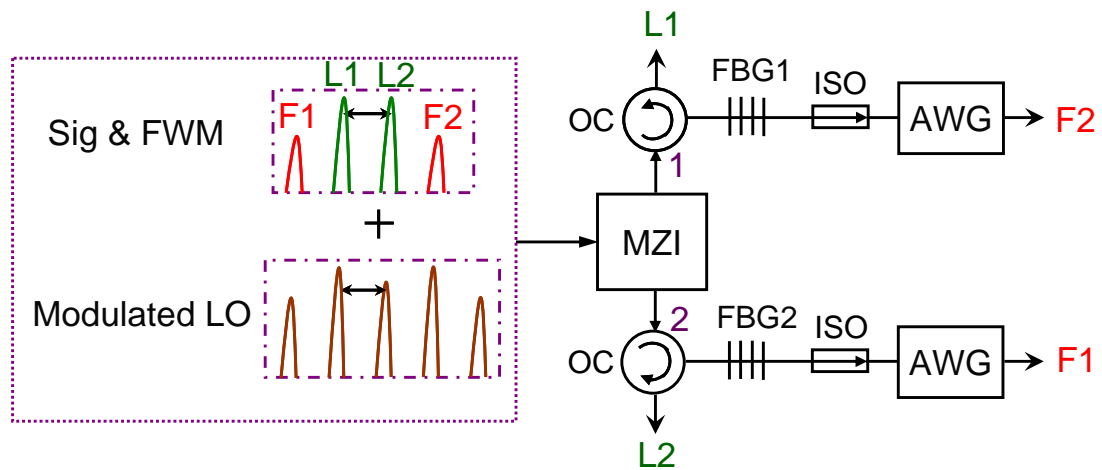 L1
FBG1
ISO
OC
AWG
F2
1
Sig & FWM
L1 L2
F1
F2
+
MZI
Modulated LO
2
FBG2
ISO
OC
AWG
F1
L2